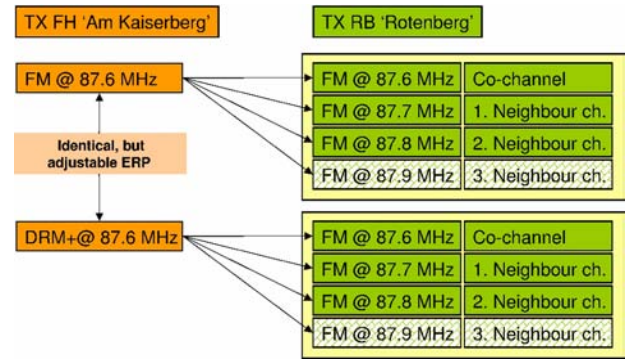 TX FH 'Am Kaiserberg'
TX RB 'Rotenberg'
FM @ 87.6 MHz
FM @ 87.6 MHz Co-channel
FM @ 87.7 MHz 1. Neighbour ch.
FM @ 87.8 MHz 2. Neighbour ch.
FM @ 87.9 MHz 3. Neighbour ch.
Identical, but
adjustable ERP
DRM+@ 87.6 MHz
FM @ 87.6 MHz Co-channel
FM @ 87.7 MHz 1. Neighbour ch.
FM @ 87.8 MHz 2. Neighbour ch.
FM @ 87.9 MHz 3. Neighbour ch.